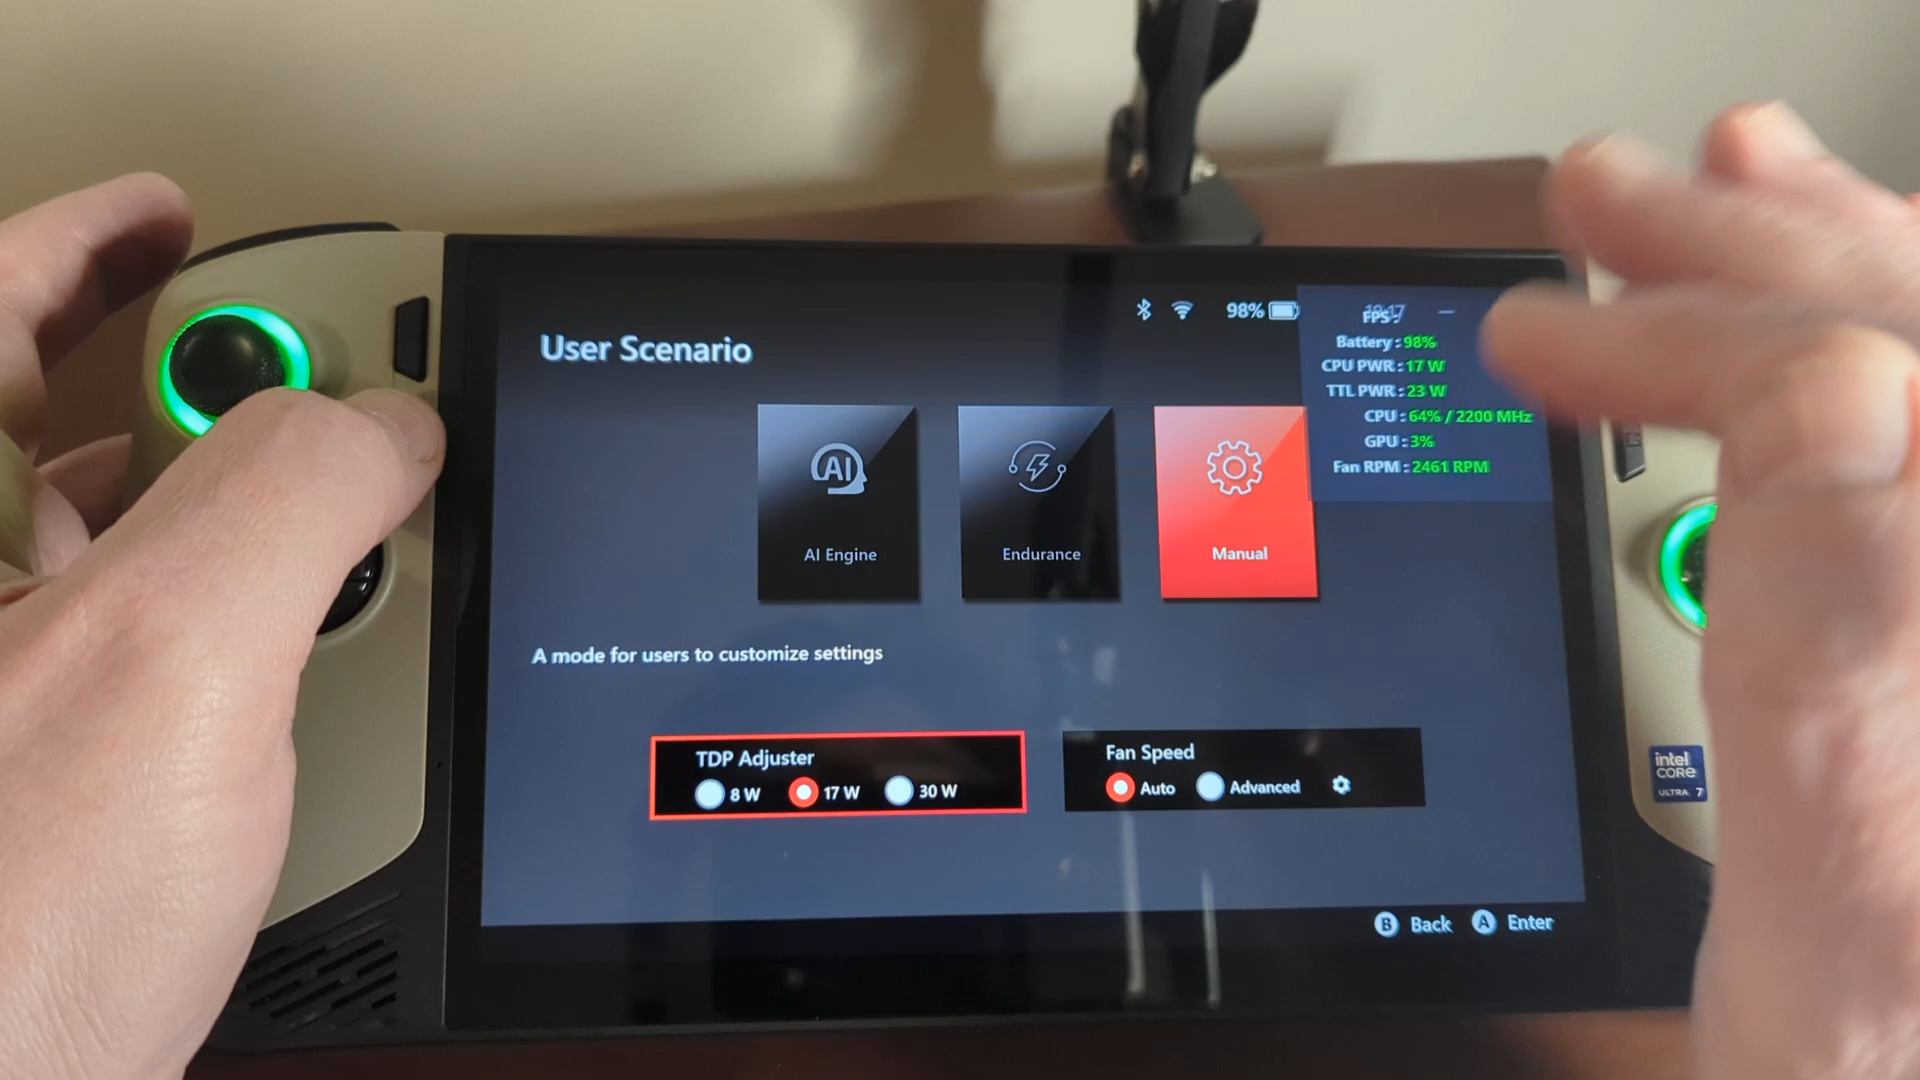 98%
FPS :
User Scenario
Battery : 98%
CPU PWR : 17 W
TTL PWR : 23 W
CPU : 64% / 2200 MHz
GPU : 3%
Fan RPM : 2461 RPM
AI
AI Engine
Endurance
Manual
A mode for users to customize settings
TDP Adjuster
8 W 17 W 30 W
Fan Speed
Auto Advanced
intel
CORE
ULTRA 7
B Back A Enter